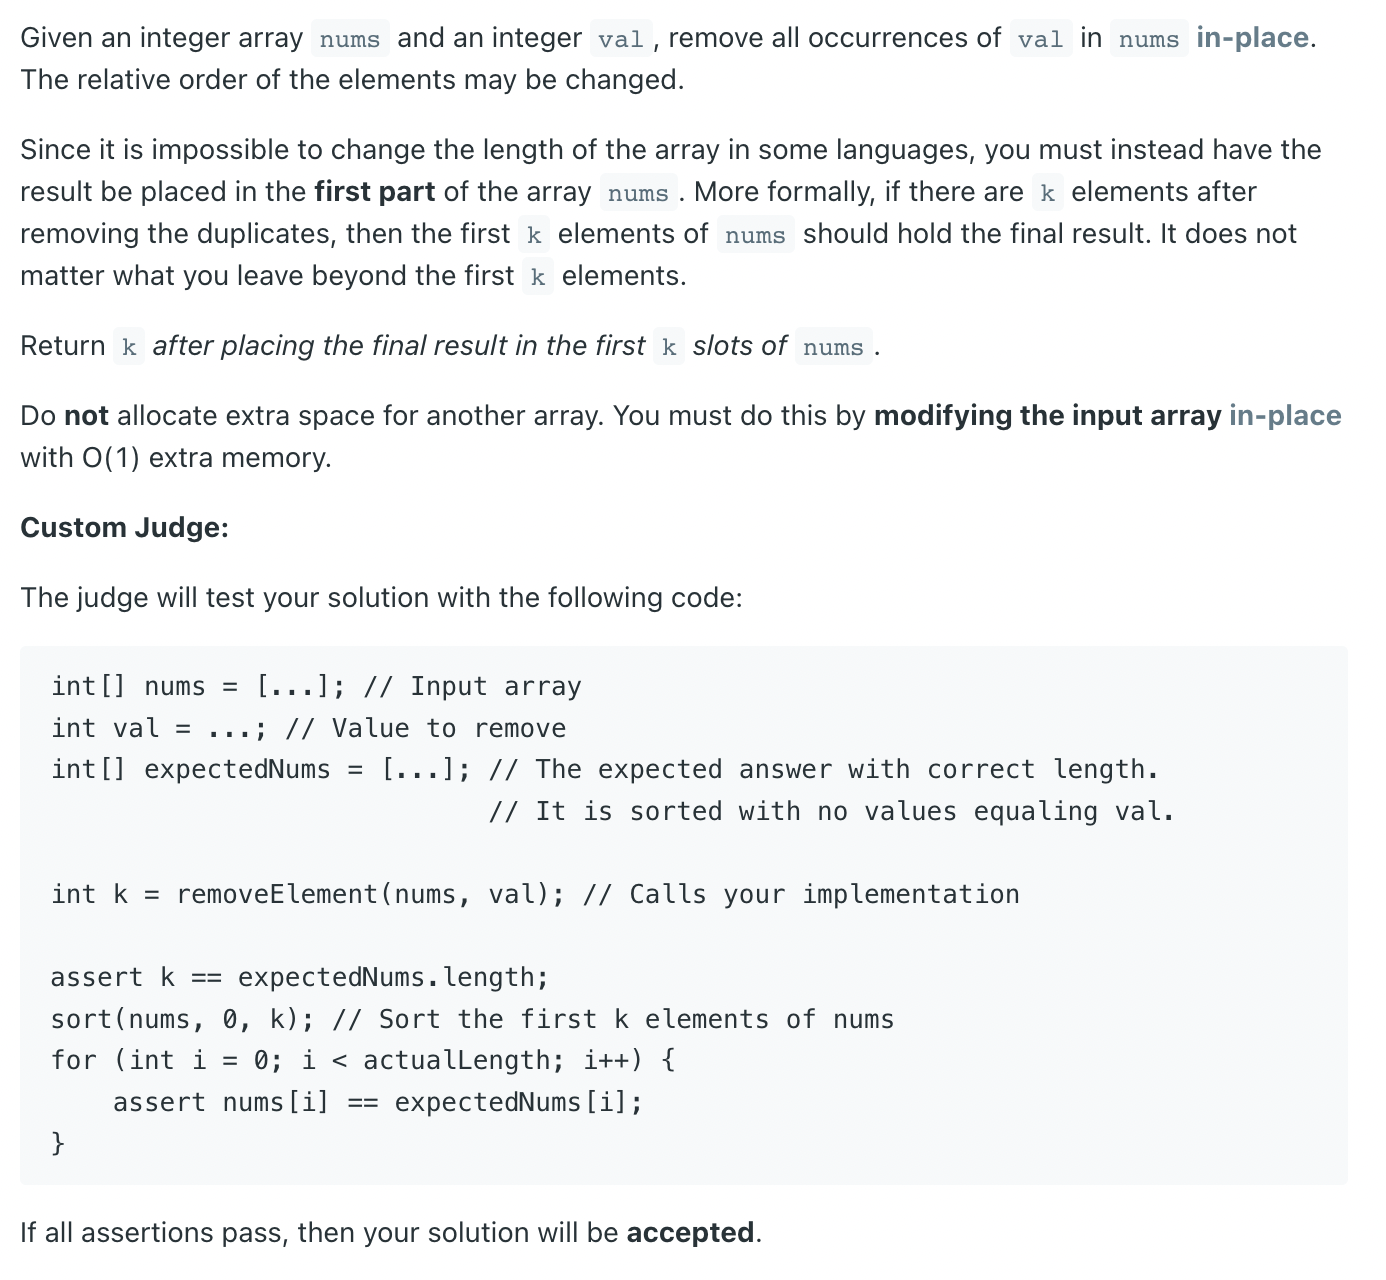 Given an integer array nums and an integer val , remove all occurrences of val in nums in-place.
The relative order of the elements may be changed.
Since it is impossible to change the length of the array in some languages, you must instead have the
result be placed in the first part of the array nums . More formally, if there are k elements after
removing the duplicates, then the first k elements of nums should hold the final result. It does not
matter what you leave beyond the first k elements.
Return k after placing the final result in the first k slots of nums .
Do not allocate extra space for another array. You must do this by modifying the input array in-place
with O(1) extra memory.
Custom Judge:
The judge will test your solution with the following code:
int[] nums = [...]; // Input array
int val = ...; // Value to remove
int[] expectedNums = [...]; // The expected answer with correct length.
                            // It is sorted with no values equaling val.
int k = removeElement(nums, val); // Calls your implementation
assert k == expectedNums.length;
sort(nums, 0, k); // Sort the first k elements of nums
for (int i = 0; i < actualLength; i++) {
    assert nums[i] == expectedNums[i];
}
If all assertions pass, then your solution will be accepted.